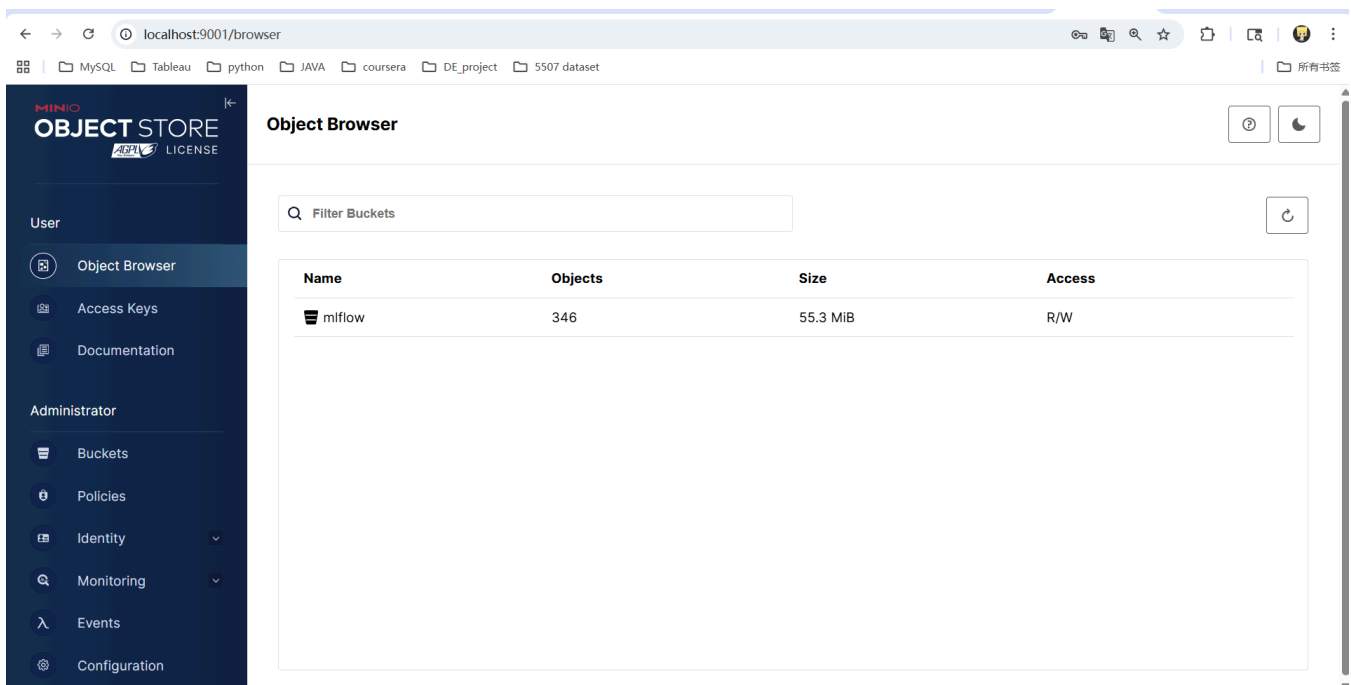 localhost:9001/browser
MySQL Tableau python JAVA coursera DE_project 5507 dataset 所有书签
MINIO
OBJECT STORE
AGPLV3 LICENSE
User
Object Browser
Access Keys
Documentation
Administrator
Buckets
Policies
Identity
Monitoring
Events
Configuration
Object Browser
Filter Buckets
Name Objects Size Access
mlflow 346 55.3 MiB R/W